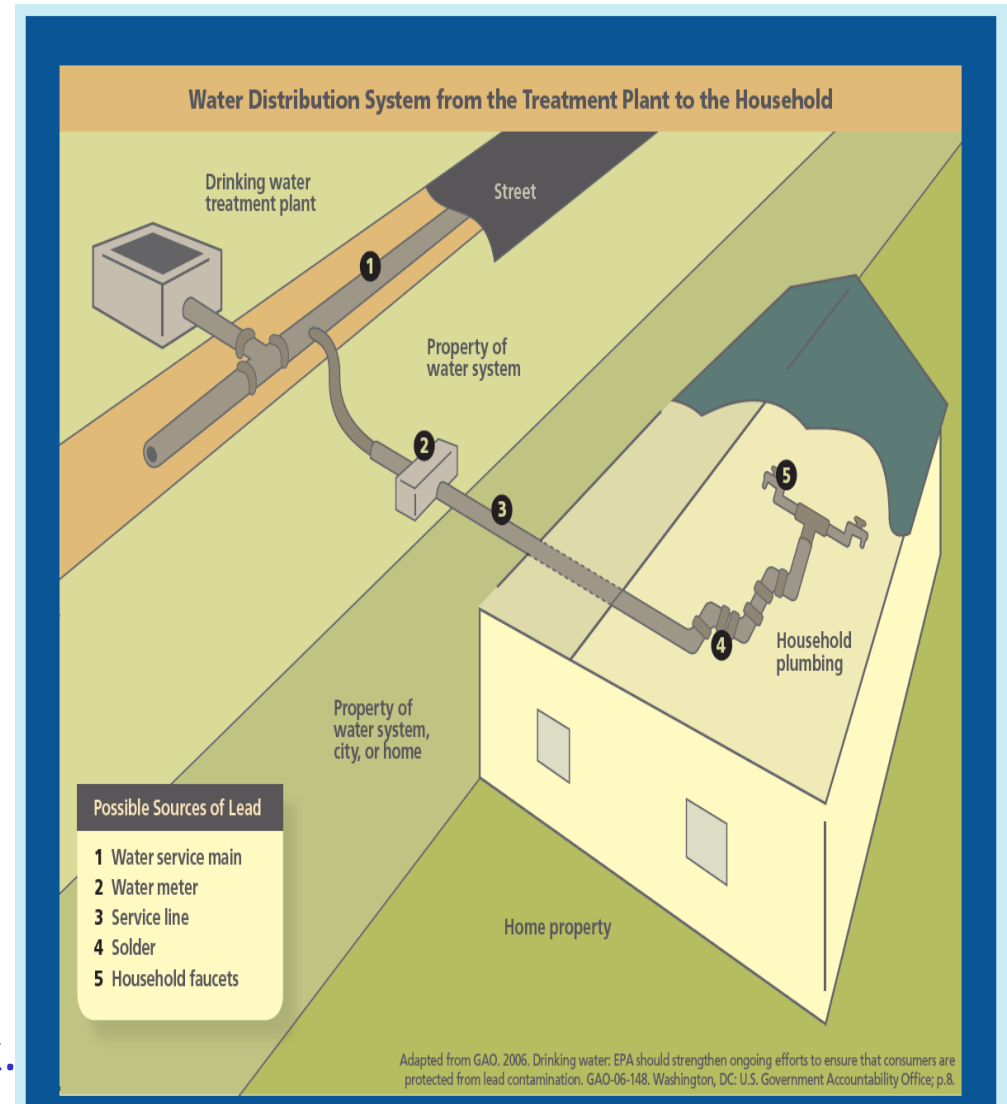 Water Distribution System from the Treatment Plant to the Household
Drinking water
treatment plant
Street
1
Property of
water system
2
3
5
4
Household
plumbing
Property of
water system,
city, or home
Possible Sources of Lead
1 Water service main
2 Water meter
3 Service line
4 Solder
5 Household faucets
Home property
Adapted from GAO. 2006. Drinking water: EPA should strengthen ongoing efforts to ensure that consumers are
protected from lead contamination. GAO-06-148. Washington, DC: U.S. Government Accountability Office; p.8.